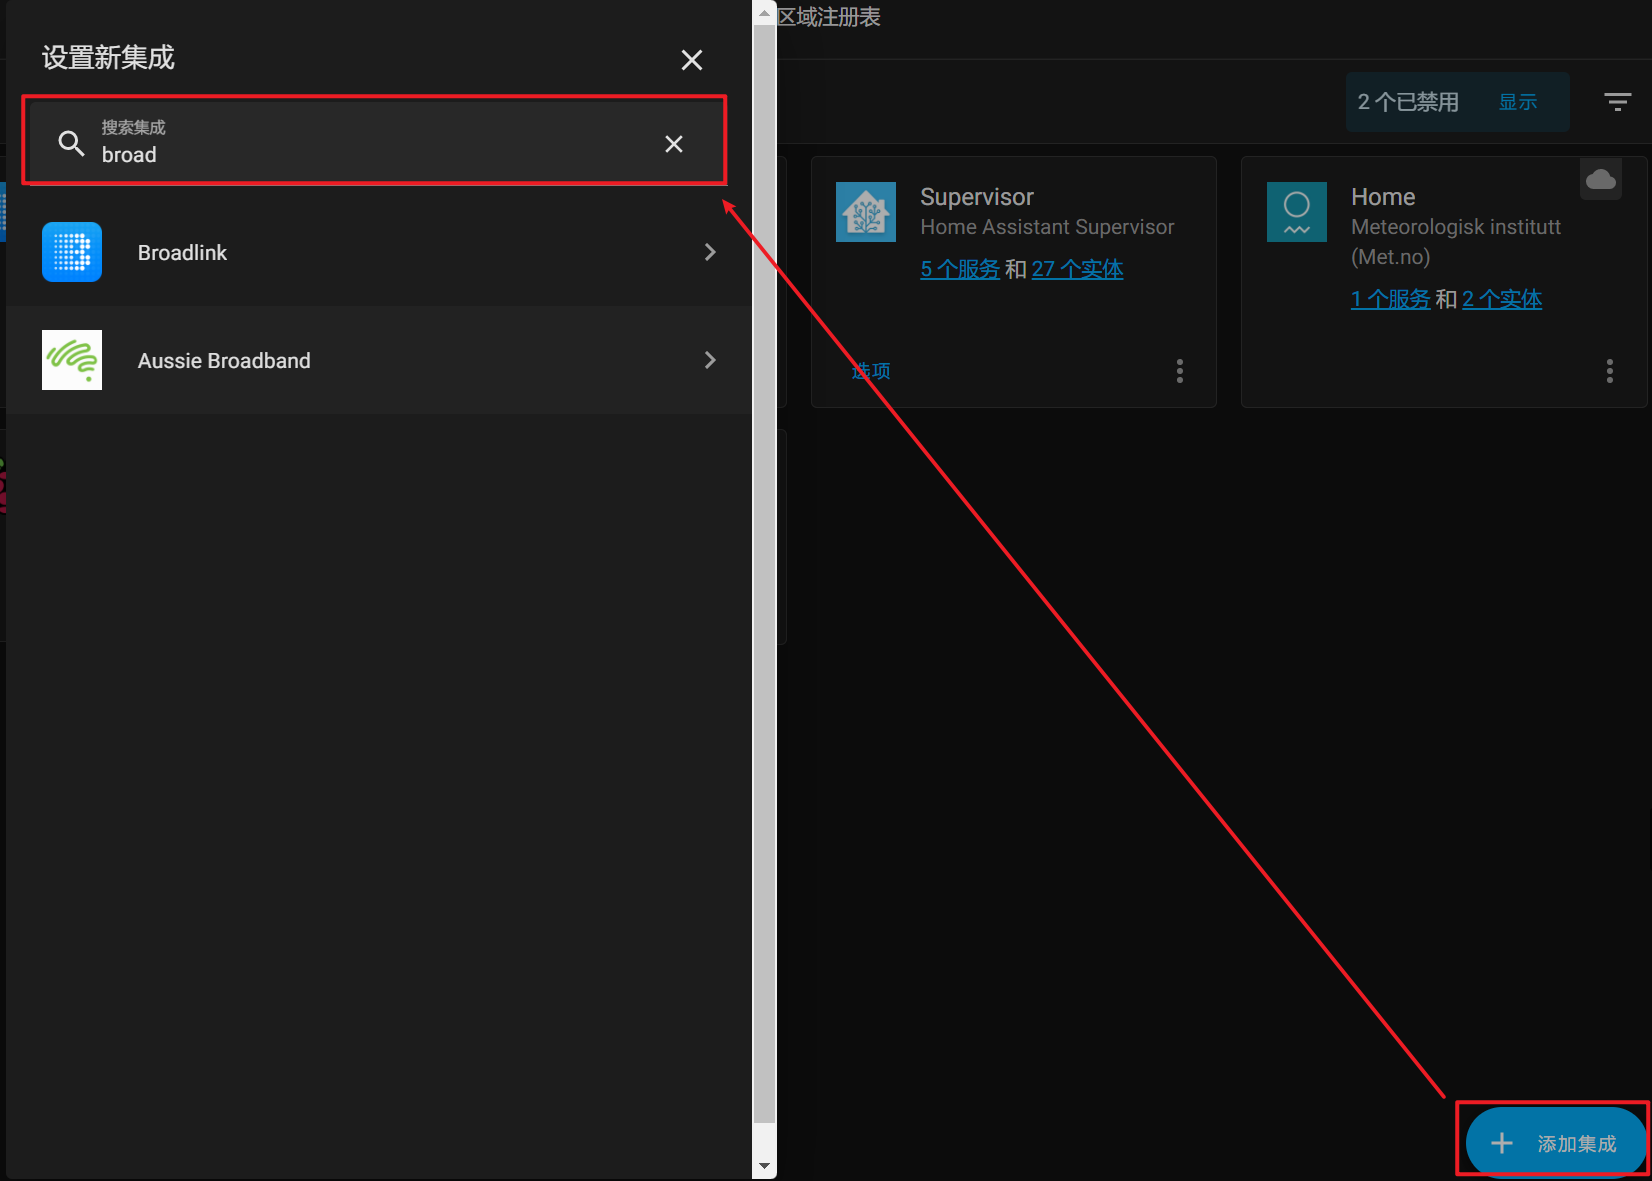 设置新集成
搜索集成
broad
Broadlink
Aussie Broadband
区域注册表
2 个已禁用 显示
Supervisor
Home Assistant Supervisor
5 个服务 和 27 个实体
选项
Home
Meteorologisk institutt
(Met.no)
1 个服务 和 2 个实体
添加集成